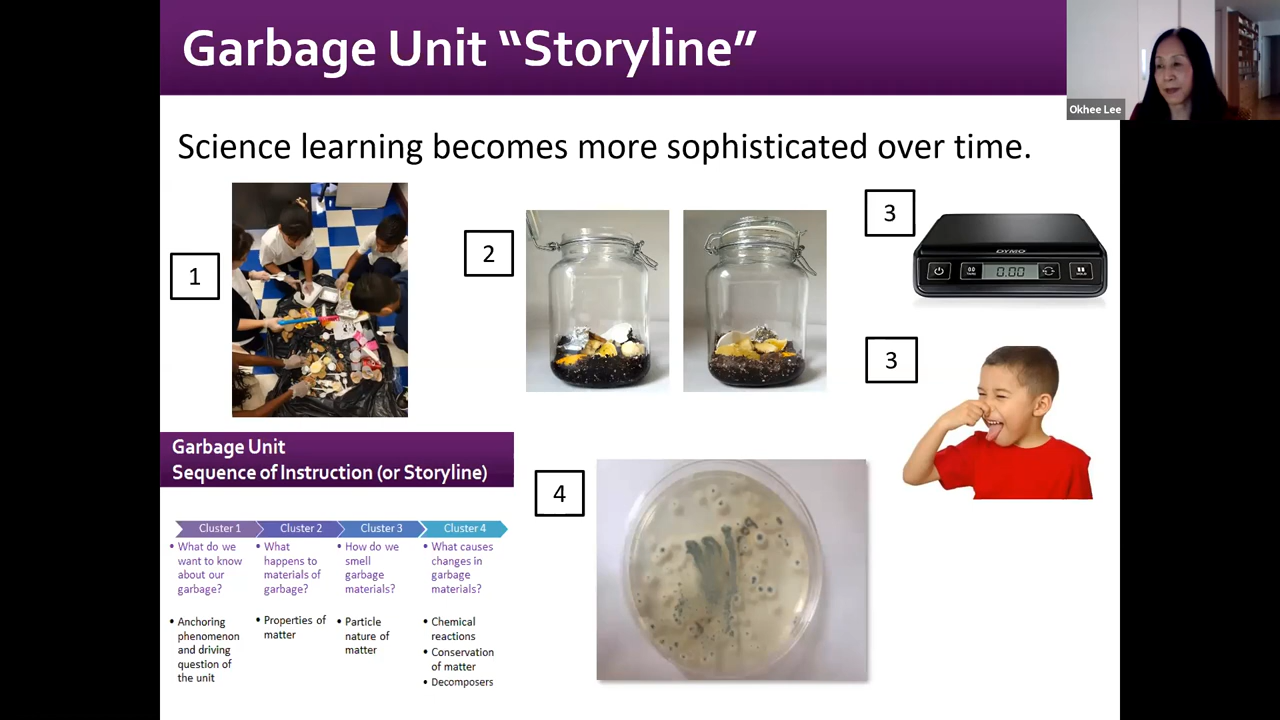 Garbage Unit “Storyline”
Okhee Lee
Science learning becomes more sophisticated over time.
1
2
3
DYMO
0:00
3
4
Garbage Unit
Sequence of Instruction (or Storyline)
Cluster 1
Cluster 2
Cluster 3
Cluster 4
• What do we
want to know
about our
garbage?
• What
happens to
materials of
garbage?
• How do we
smell
garbage
materials?
• What causes
changes in
garbage
materials?
• Anchoring
phenomenon
and driving
question of
the unit
• Properties of
matter
• Particle
nature of
matter
• Chemical
reactions
• Conservation
of matter
• Decomposers